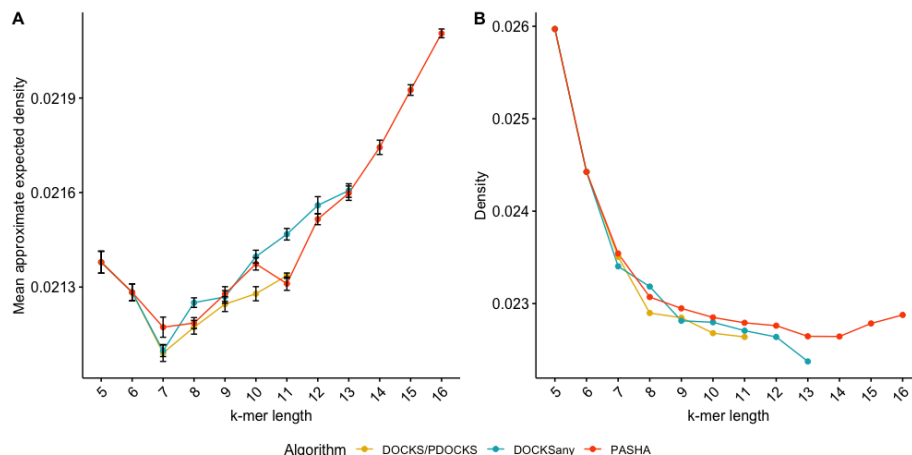 A
Mean approximate expected density
0.0219
0.0216
0.0213
5 6 7 8 9 10 11 12 13 14 15 16
k-mer length
B
Density
0.026
0.025
0.024
0.023
5 6 7 8 9 10 11 12 13 14 15 16
k-mer length
Algorithm DOCKS/PDOCKS DOCKSany PASHA